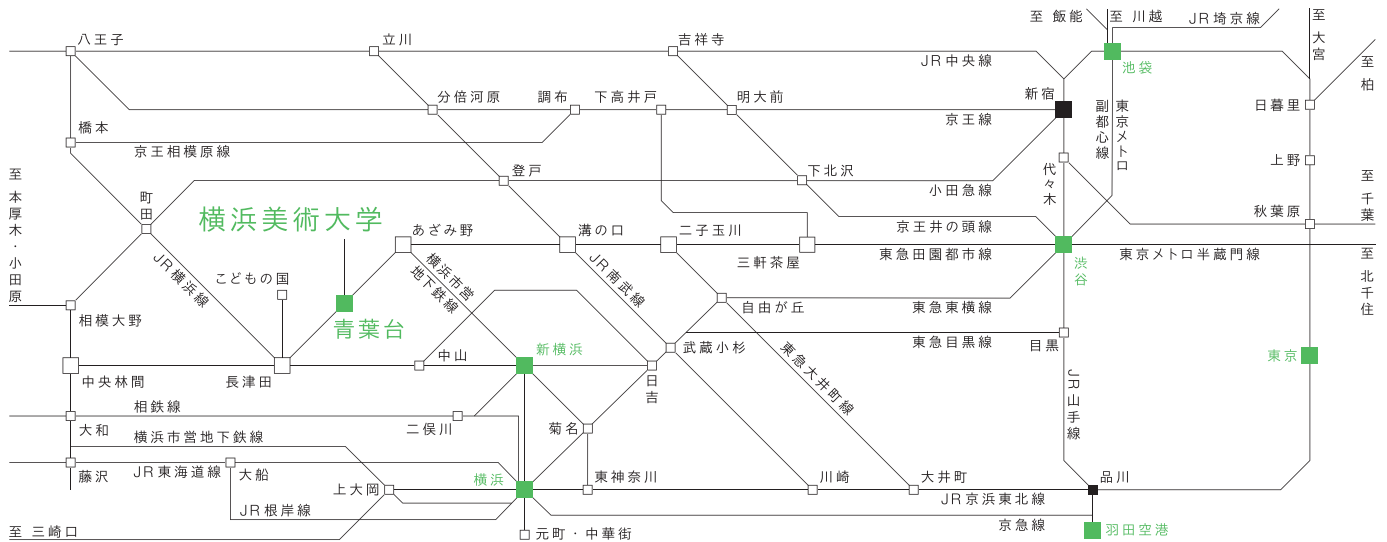 至 飯能
至 川越
JR埼京線
至 大宮
至 柏
八王子
立川
吉祥寺
JR中央線
池袋
分倍河原
調布
下高井戸
明大前
新宿
京王線
副都心線
東京メトロ
日暮里
橋本
京王相模原線
上野
至 本厚木・小田原
町田
登戸
下北沢
小田急線
代々木
至 千葉
秋葉原
横浜美術大学
あざみ野
溝の口
二子玉川
三軒茶屋
京王井の頭線
東急田園都市線
渋谷
東京メトロ半蔵門線
至 北千住
JR横浜線
こどもの国
横浜市営
地下鉄線
JR南武線
相模大野
青葉台
自由が丘
東急東横線
中山
新横浜
武蔵小杉
東急目黒線
目黒
東京
中央林間
長津田
日吉
東急大井町線
JR山手線
相鉄線
大和
二俣川
菊名
横浜市営地下鉄線
藤沢
JR東海道線
大船
上大岡
横浜
東神奈川
川崎
大井町
JR京浜東北線
品川
JR根岸線
京急線
羽田空港
至 三崎口
元町・中華街